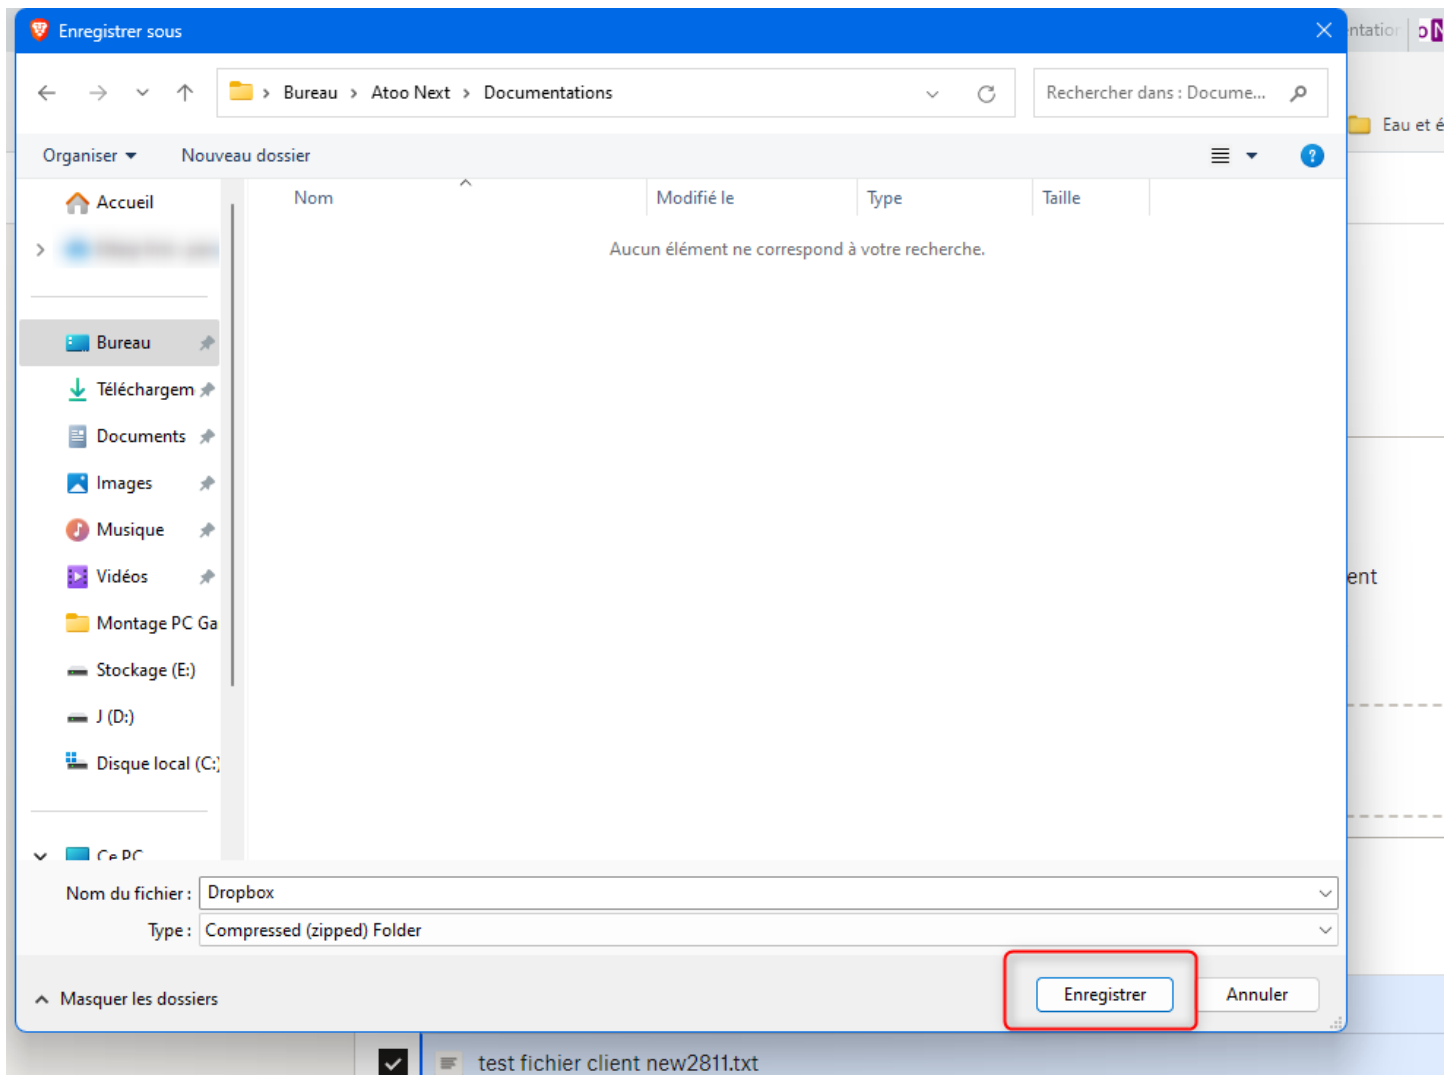 Enregistrer sous
Bureau > Atoo Next > Documentations
Rechercher dans : Docume...
Eau et é
Organiser
Nouveau dossier
Accueil
Nom
Modifié le
Type
Taille
Aucun élément ne correspond à votre recherche.
Bureau
Téléchargem
Documents
Images
Musique
Vidéos
Montage PC Ga
Stockage (E:)
J (D:)
Disque local (C:)
Ce PC
ent
Nom du fichier : Dropbox
Type : Compressed (zipped) Folder
Masquer les dossiers
Enregistrer
Annuler
test fichier client new2811.txt